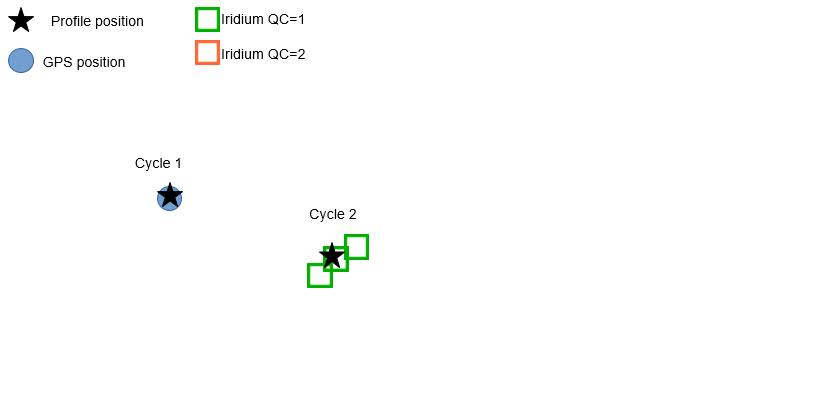 Profile position
Iridium QC=1
GPS position
Iridium QC=2
Cycle 1
Cycle 2